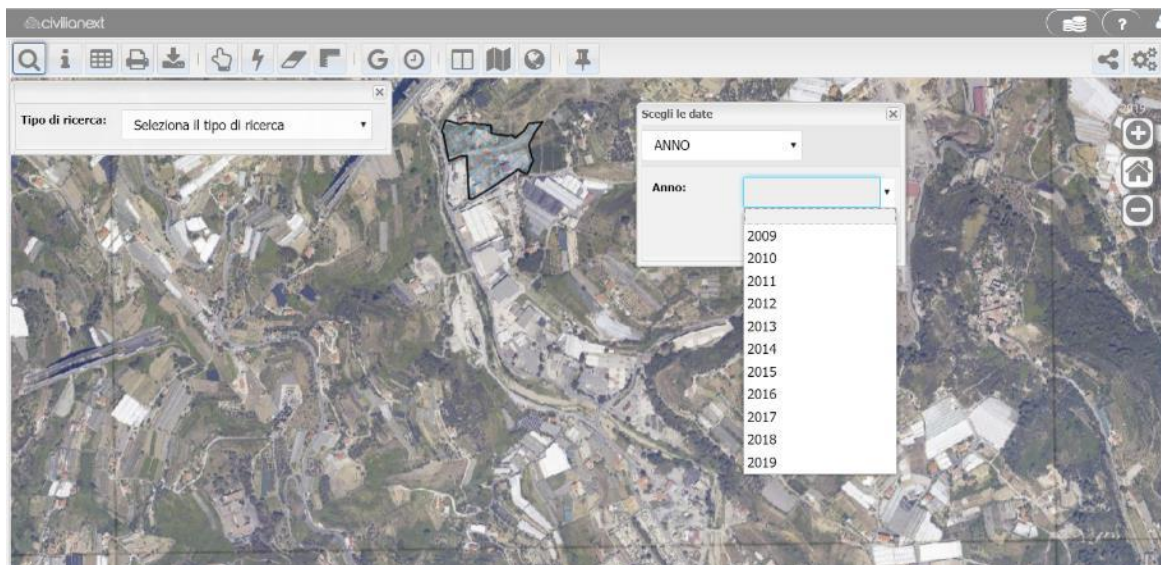 civilianext
?
i
G
Tipo di ricerca:
Seleziona il tipo di ricerca
Scegli le date
ANNO
Anno:
2009
2010
2011
2012
2013
2014
2015
2016
2017
2018
2019
2019